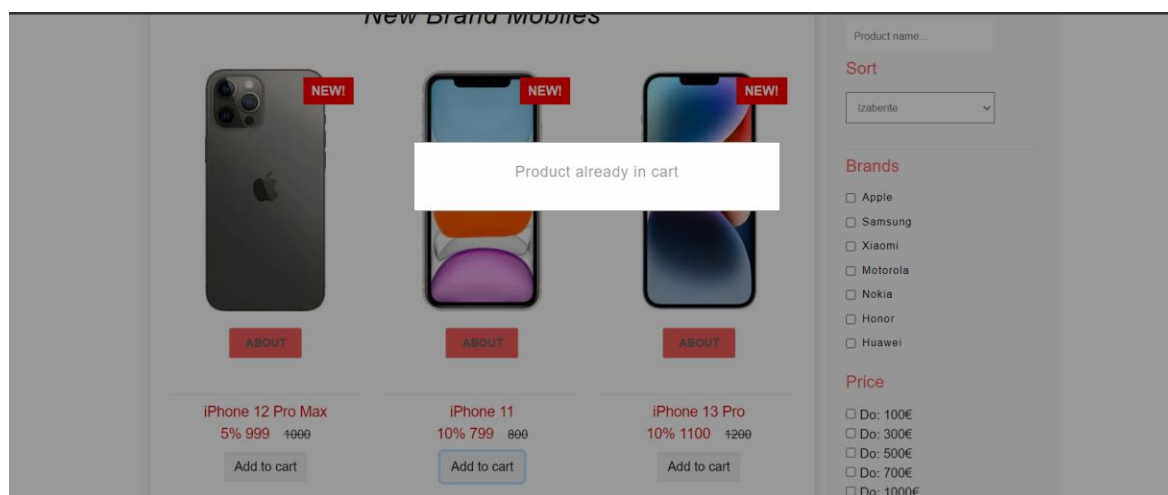 New Brand Mobiles
NEW!
NEW!
NEW!
Product already in cart
ABOUT
ABOUT
ABOUT
iPhone 12 Pro Max
5% 999 1000
Add to cart
iPhone 11
10% 799 800
Add to cart
iPhone 13 Pro
10% 1100 1200
Add to cart
Product name...
Sort
Izaberite
Brands
Apple
Samsung
Xiaomi
Motorola
Nokia
Honor
Huawei
Price
Do: 100€
Do: 300€
Do: 500€
Do: 700€
Do: 1000€